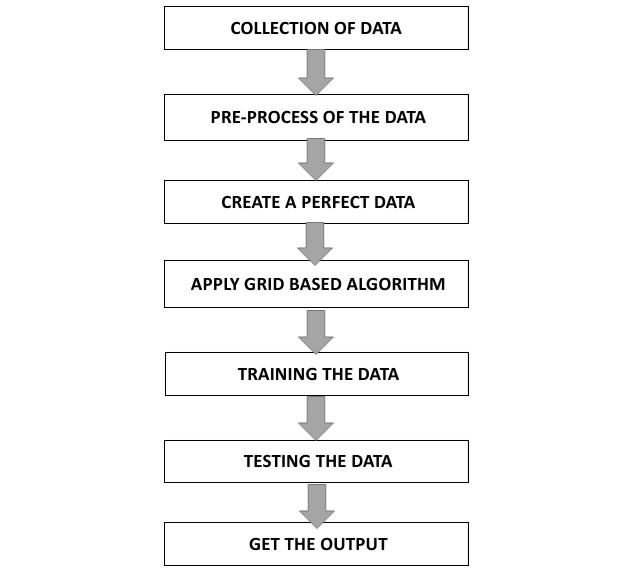 COLLECTION OF DATA
PRE-PROCESS OF THE DATA
CREATE A PERFECT DATA
APPLY GRID BASED ALGORITHM
TRAINING THE DATA
TESTING THE DATA
GET THE OUTPUT